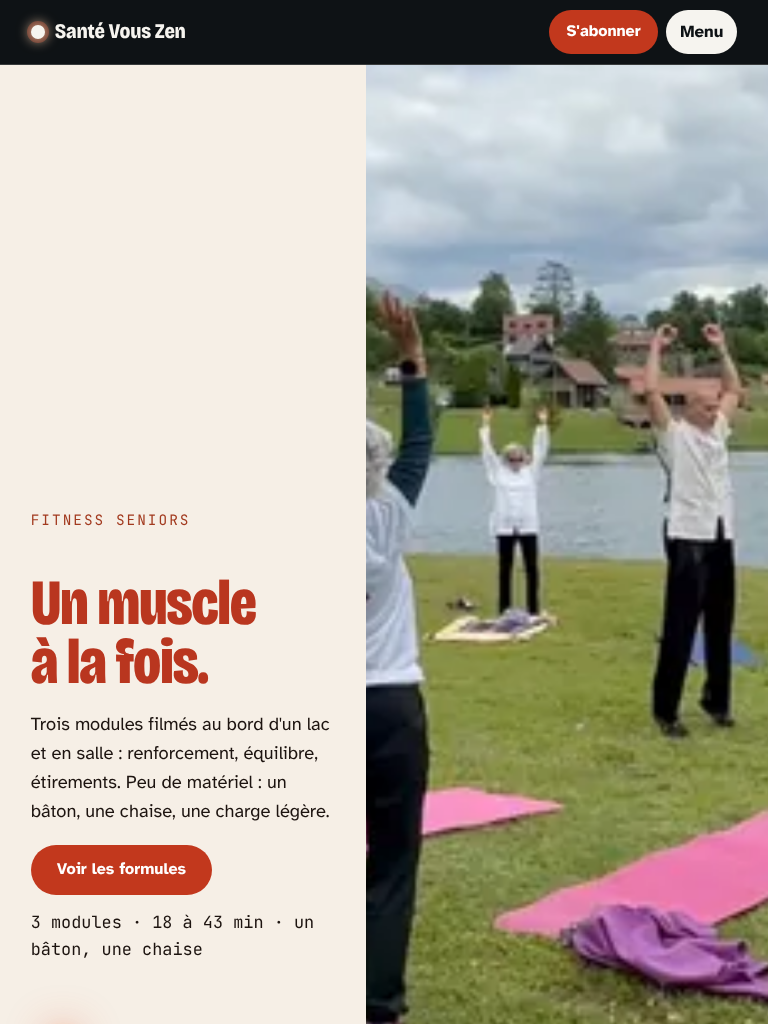 Santé Vous Zen
S'abonner
Menu
FITNESS SENIORS
Un muscle
à la fois.
Trois modules filmés au bord d'un lac
et en salle : renforcement, équilibre,
étirements. Peu de matériel : un
bâton, une chaise, une charge légère.
Voir les formules
3 modules · 18 à 43 min · un
bâton, une chaise